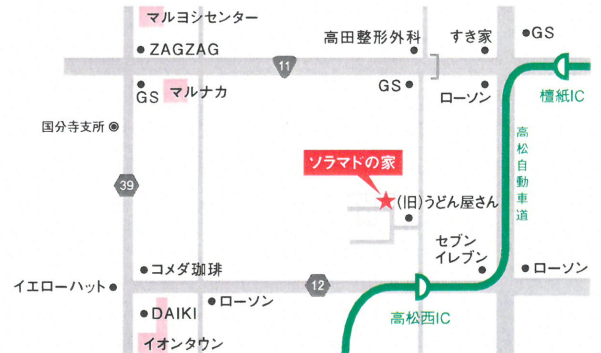 マルヨシセンター
ZAGZAG
高田整形外科
すき家
GS
11
GS
マルナカ
GS
ローソン
檀紙IC
国分寺支所
高松自動車道
ソラマドの家
39
(旧)うどん屋さん
セブン
イレブン
コメダ珈琲
ローソン
イエローハット
12
ローソン
DAIKI
高松西IC
イオンタウン